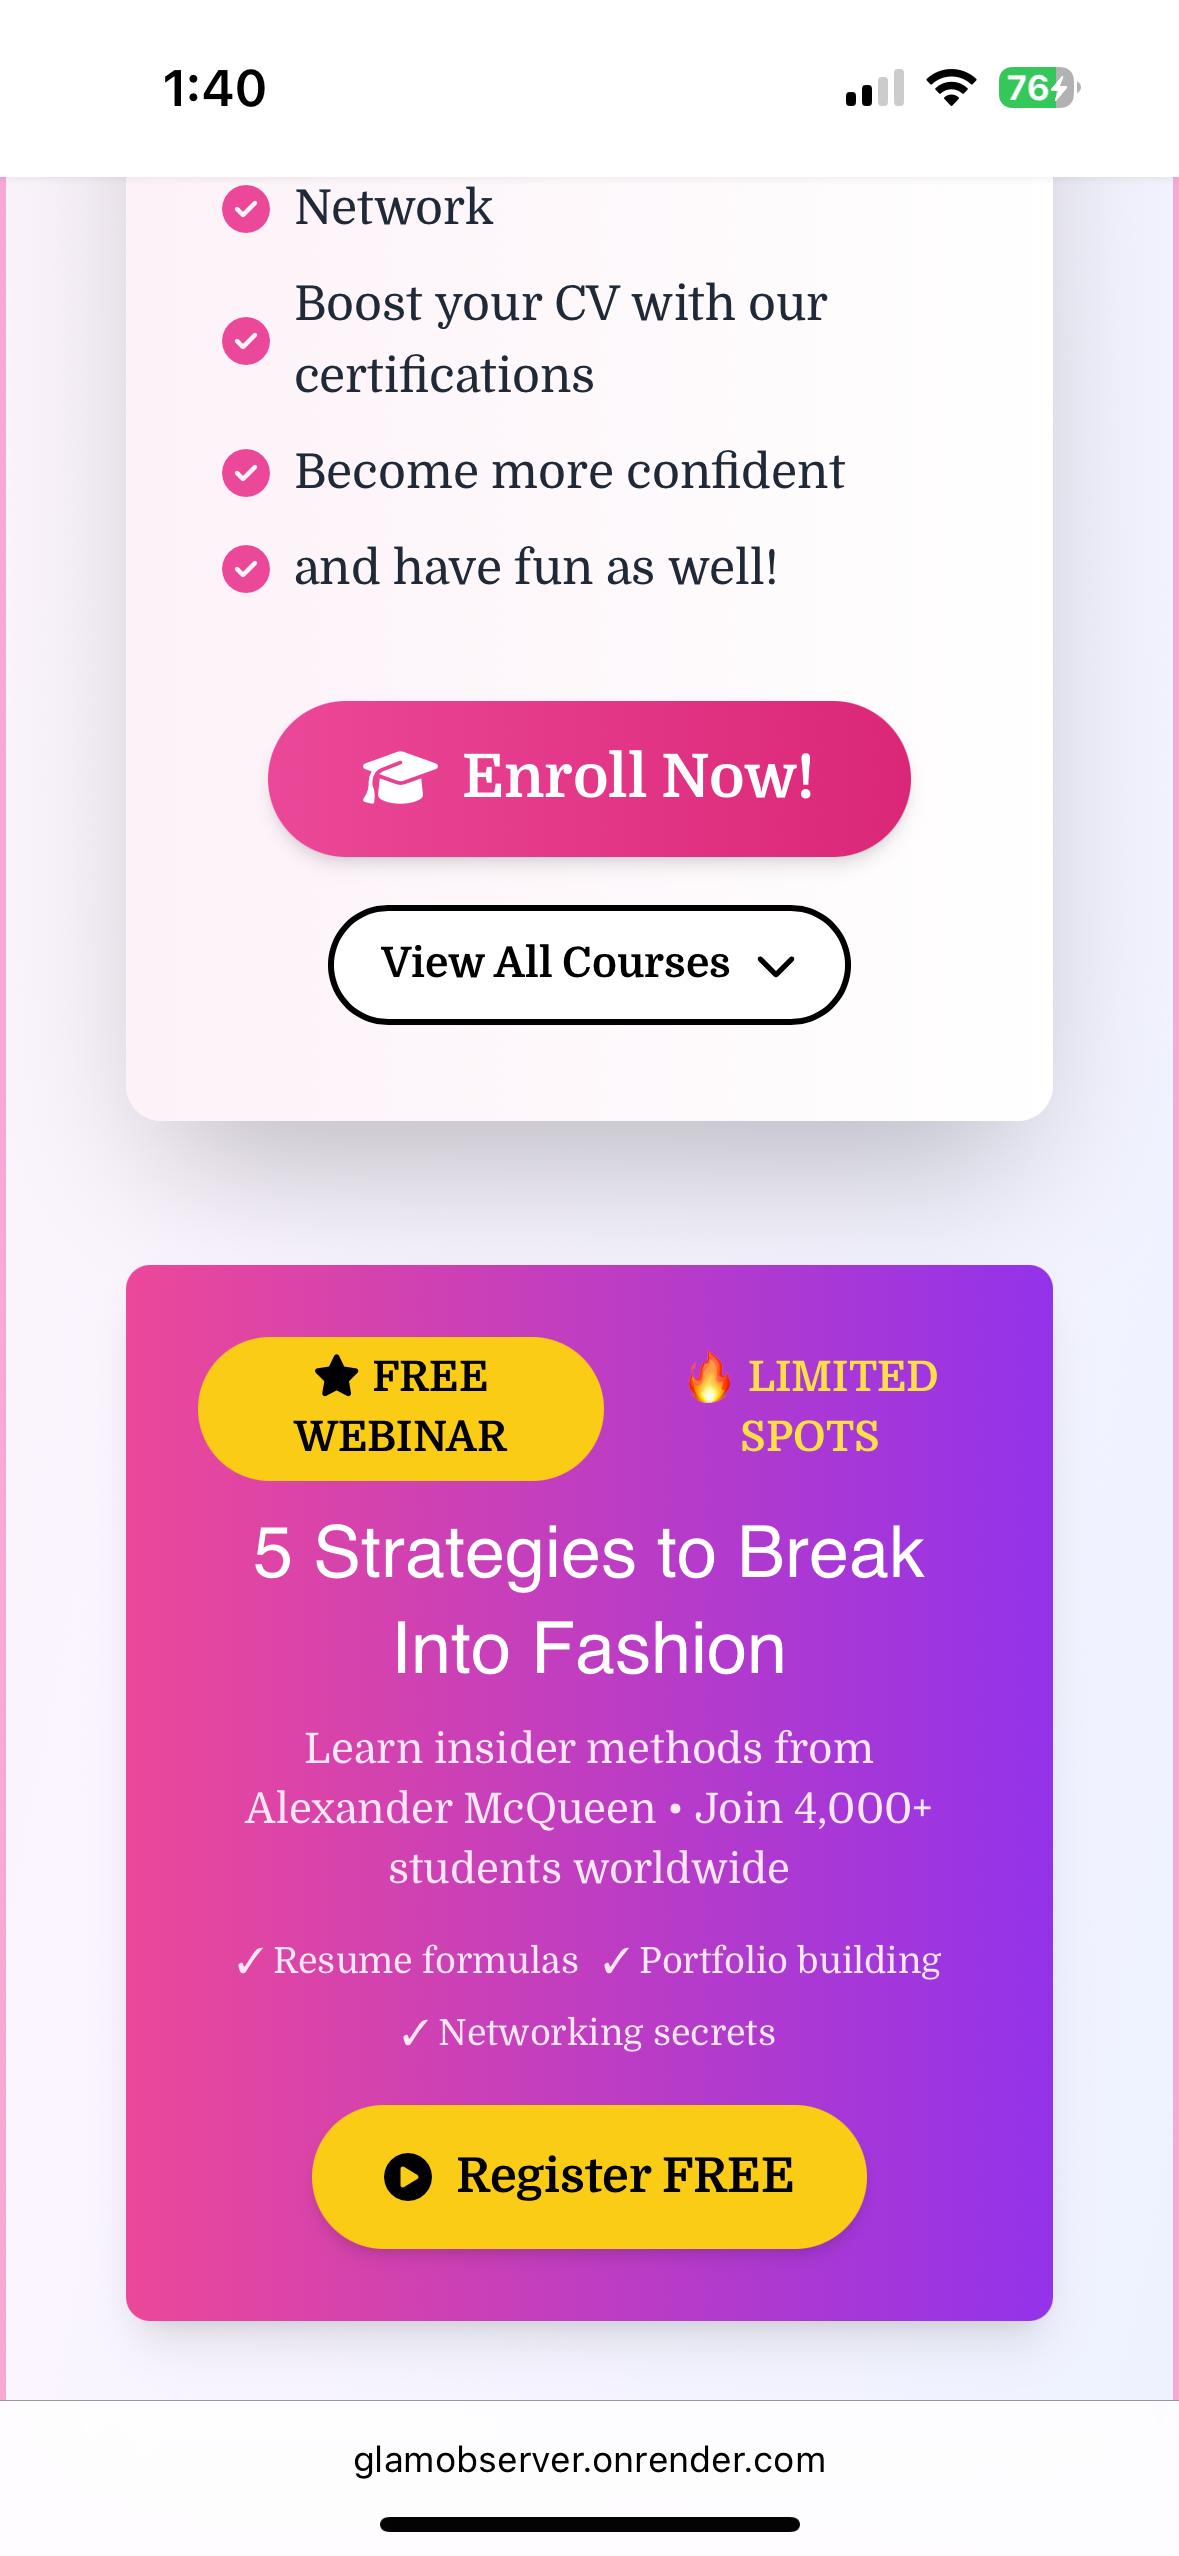 1:40
76
Network
Boost your CV with our
certifications
Become more confident
and have fun as well!
Enroll Now!
View All Courses
FREE
WEBINAR
🔥 LIMITED
SPOTS
5 Strategies to Break
Into Fashion
Learn insider methods from
Alexander McQueen • Join 4,000+
students worldwide
✓ Resume formulas ✓ Portfolio building
✓ Networking secrets
Register FREE
glamobserver.onrender.com